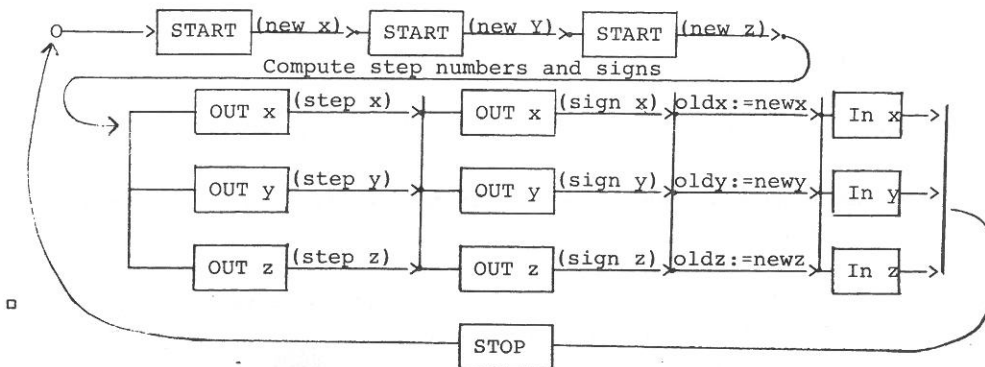 START (new x) START (new Y) START (new z)
Compute step numbers and signs
OUT x (step x) OUT x (sign x) oldx:=newx In x
OUT y (step y) OUT y (sign y) oldy:=newy In y
OUT z (step z) OUT z (sign z) oldz:=newz In z
STOP